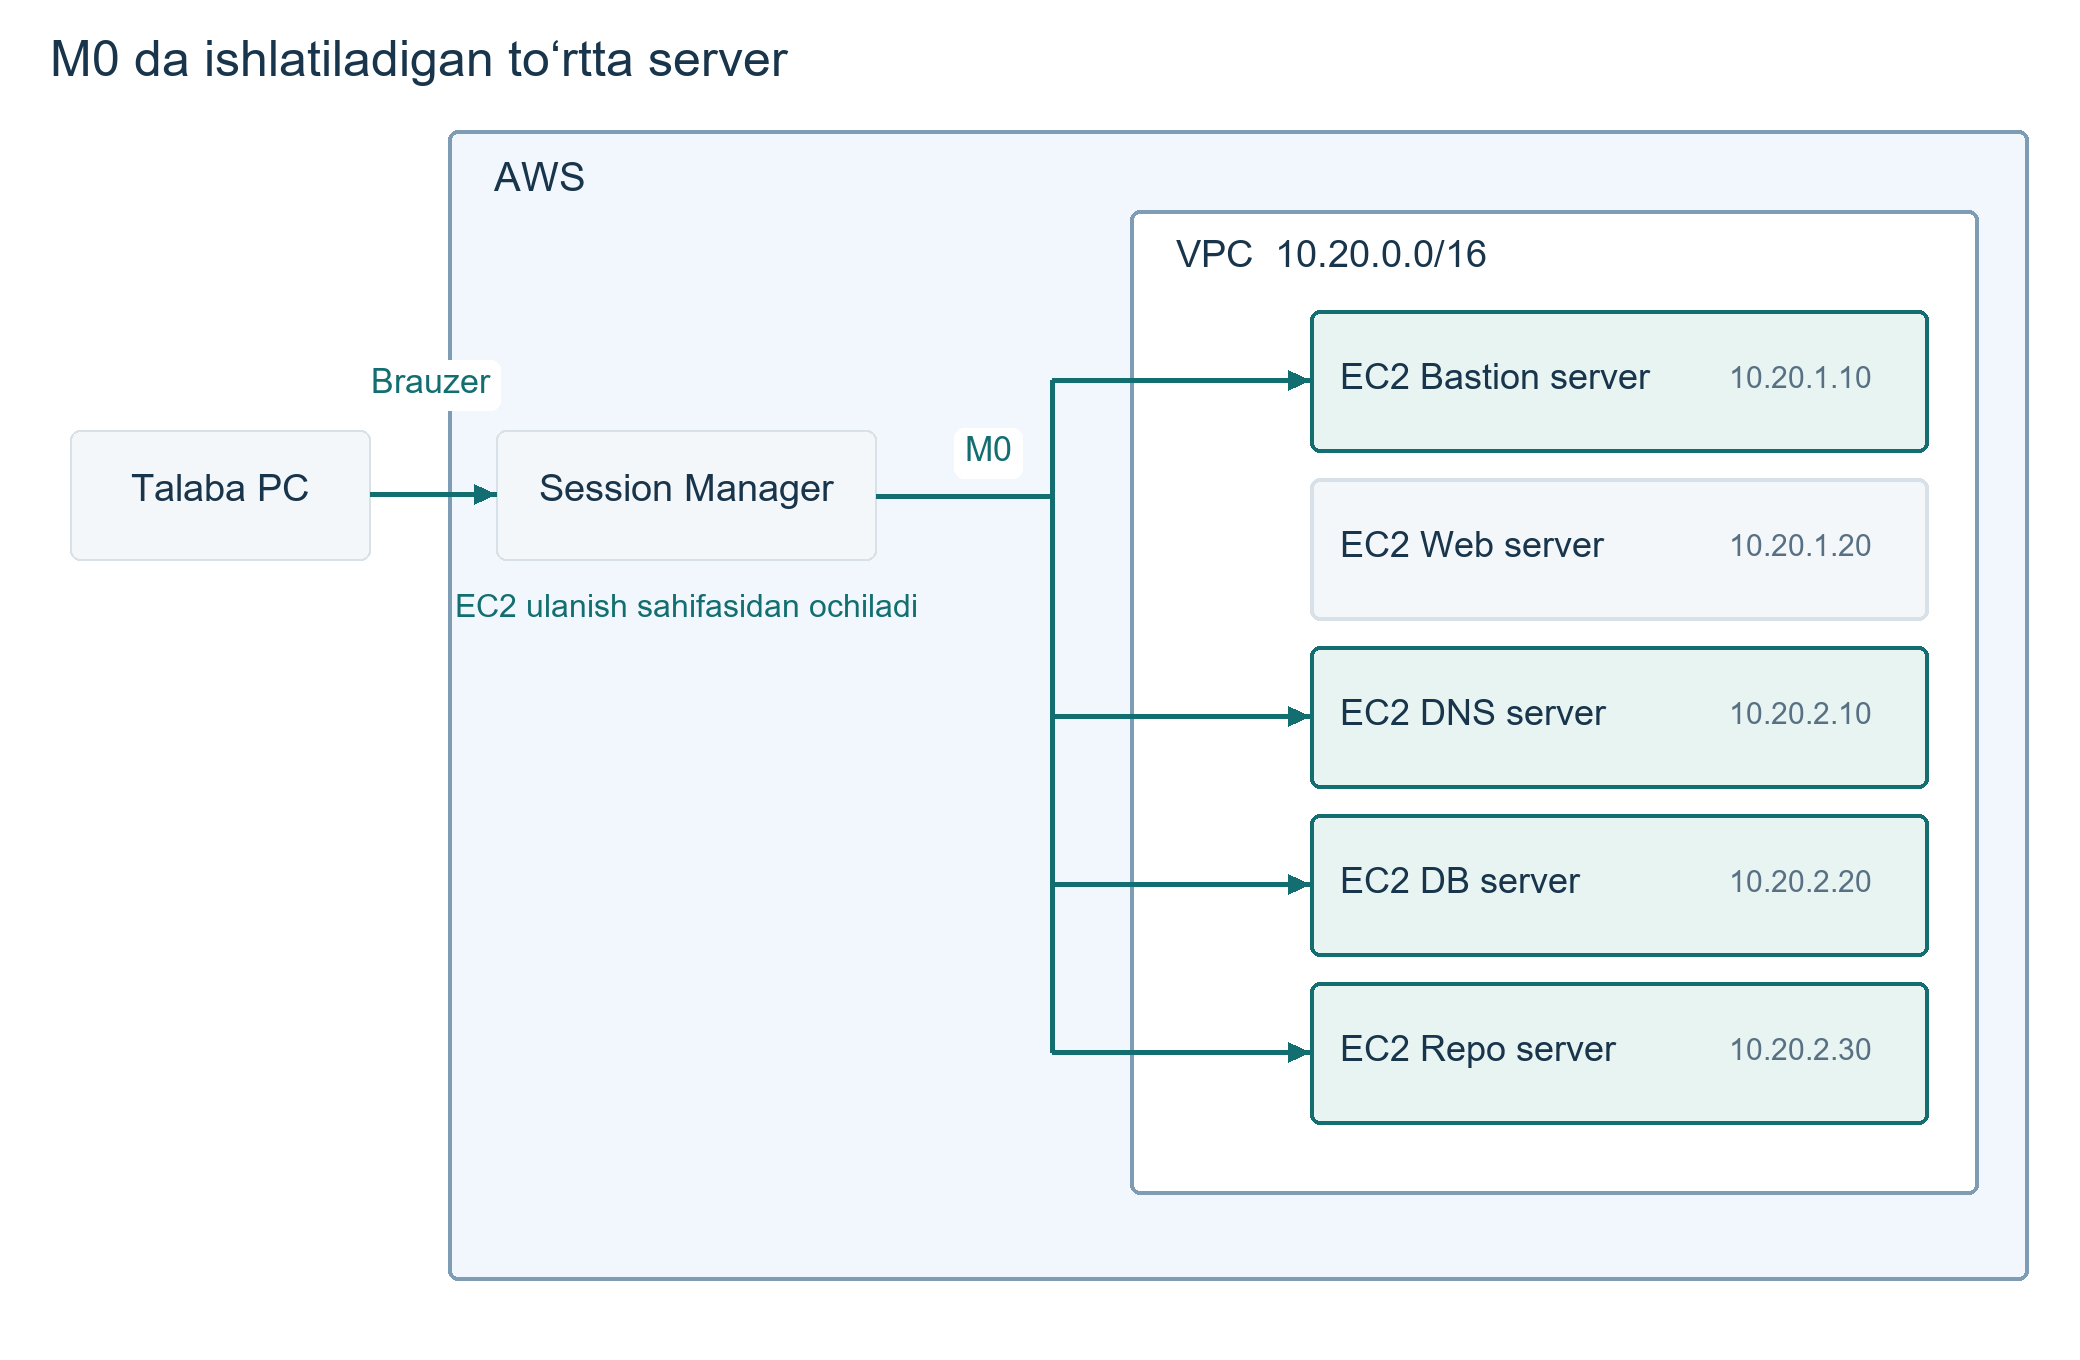 M0 da ishlatiladigan to‘rtta server
AWS
VPC  10.20.0.0/16
Brauzer
Talaba PC
Session Manager
M0
EC2 ulanish sahifasidan ochiladi
EC2 Bastion server 10.20.1.10
EC2 Web server 10.20.1.20
EC2 DNS server 10.20.2.10
EC2 DB server 10.20.2.20
EC2 Repo server 10.20.2.30